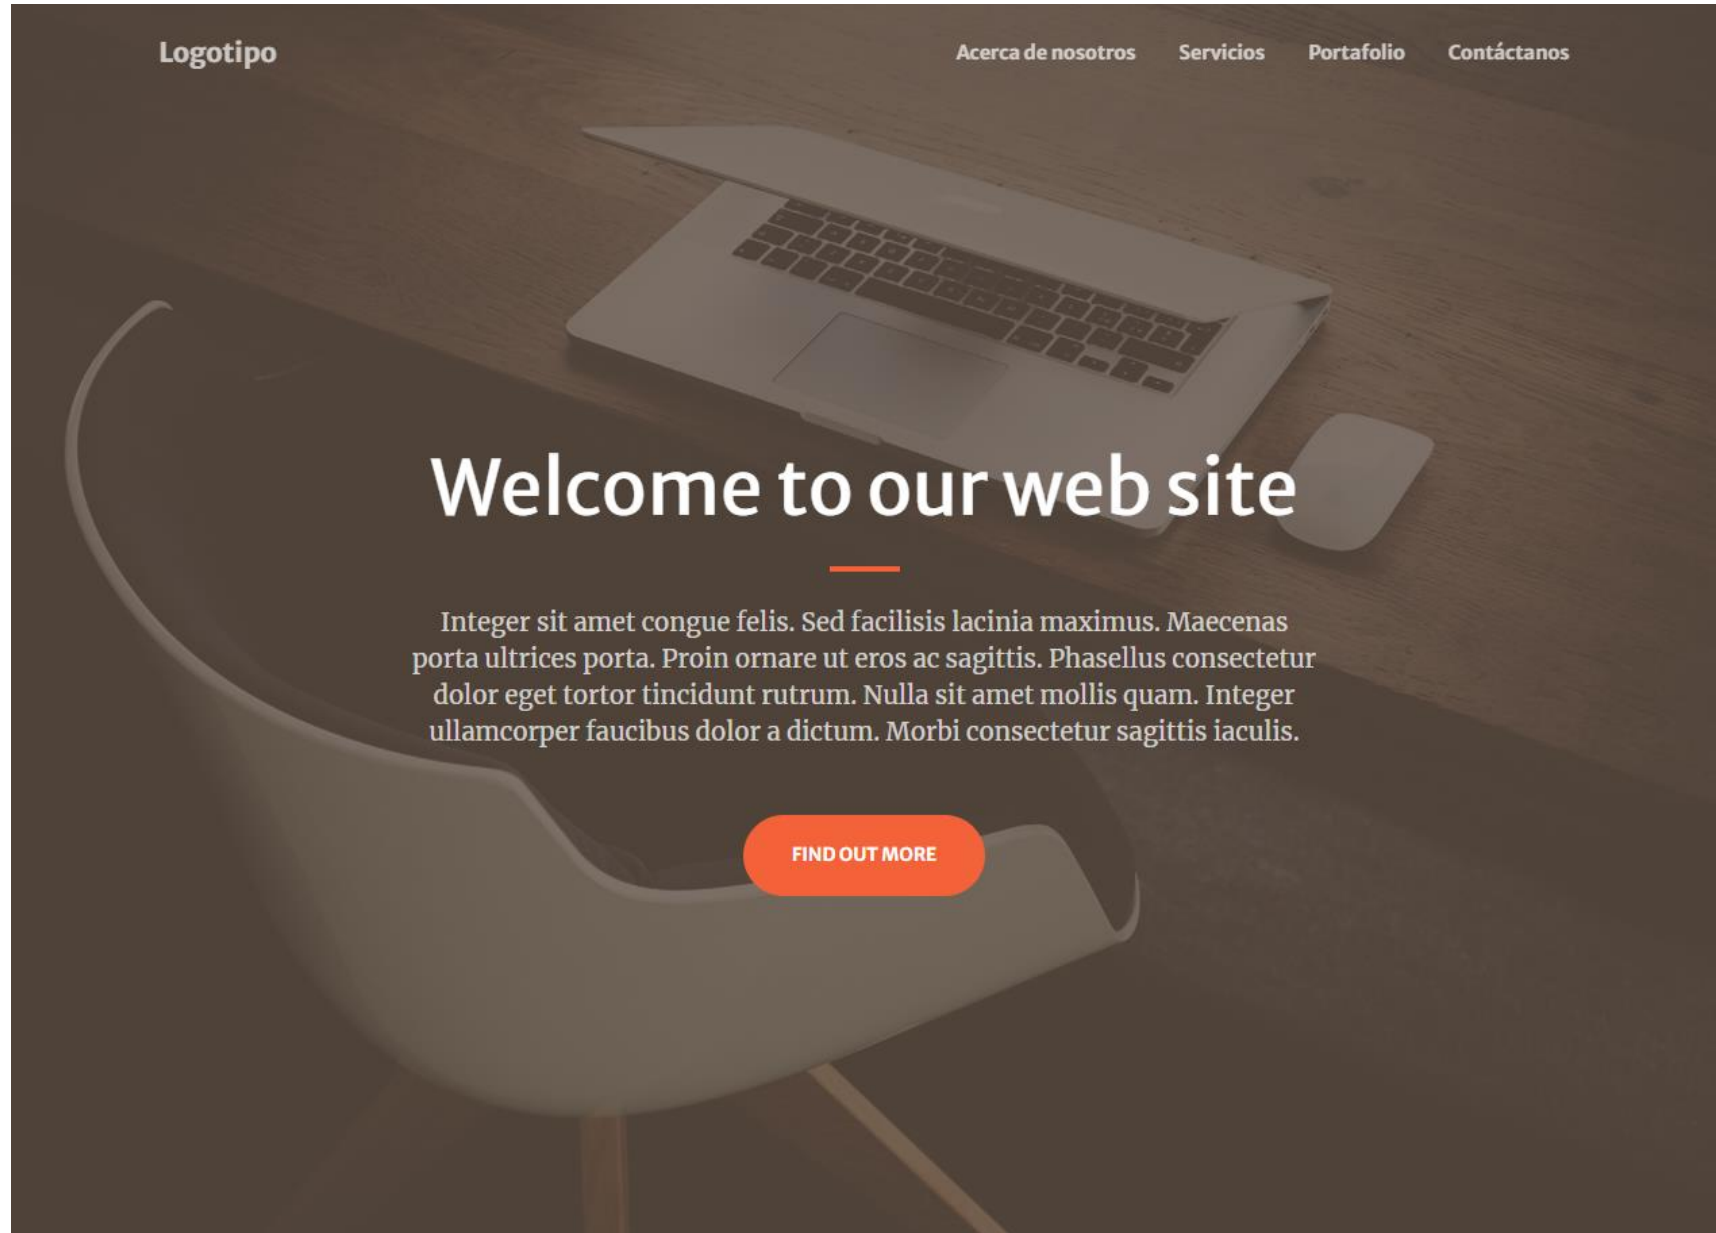 Logotipo
Acerca de nosotros Servicios Portafolio Contáctanos
Welcome to our web site
Integer sit amet congue felis. Sed facilisis lacinia maximus. Maecenas
porta ultrices porta. Proin ornare ut eros ac sagittis. Phasellus consectetur
dolor eget tortor tincidunt rutrum. Nulla sit amet mollis quam. Integer
ullamcorper faucibus dolor a dictum. Morbi consectetur sagittis iaculis.
FIND OUT MORE